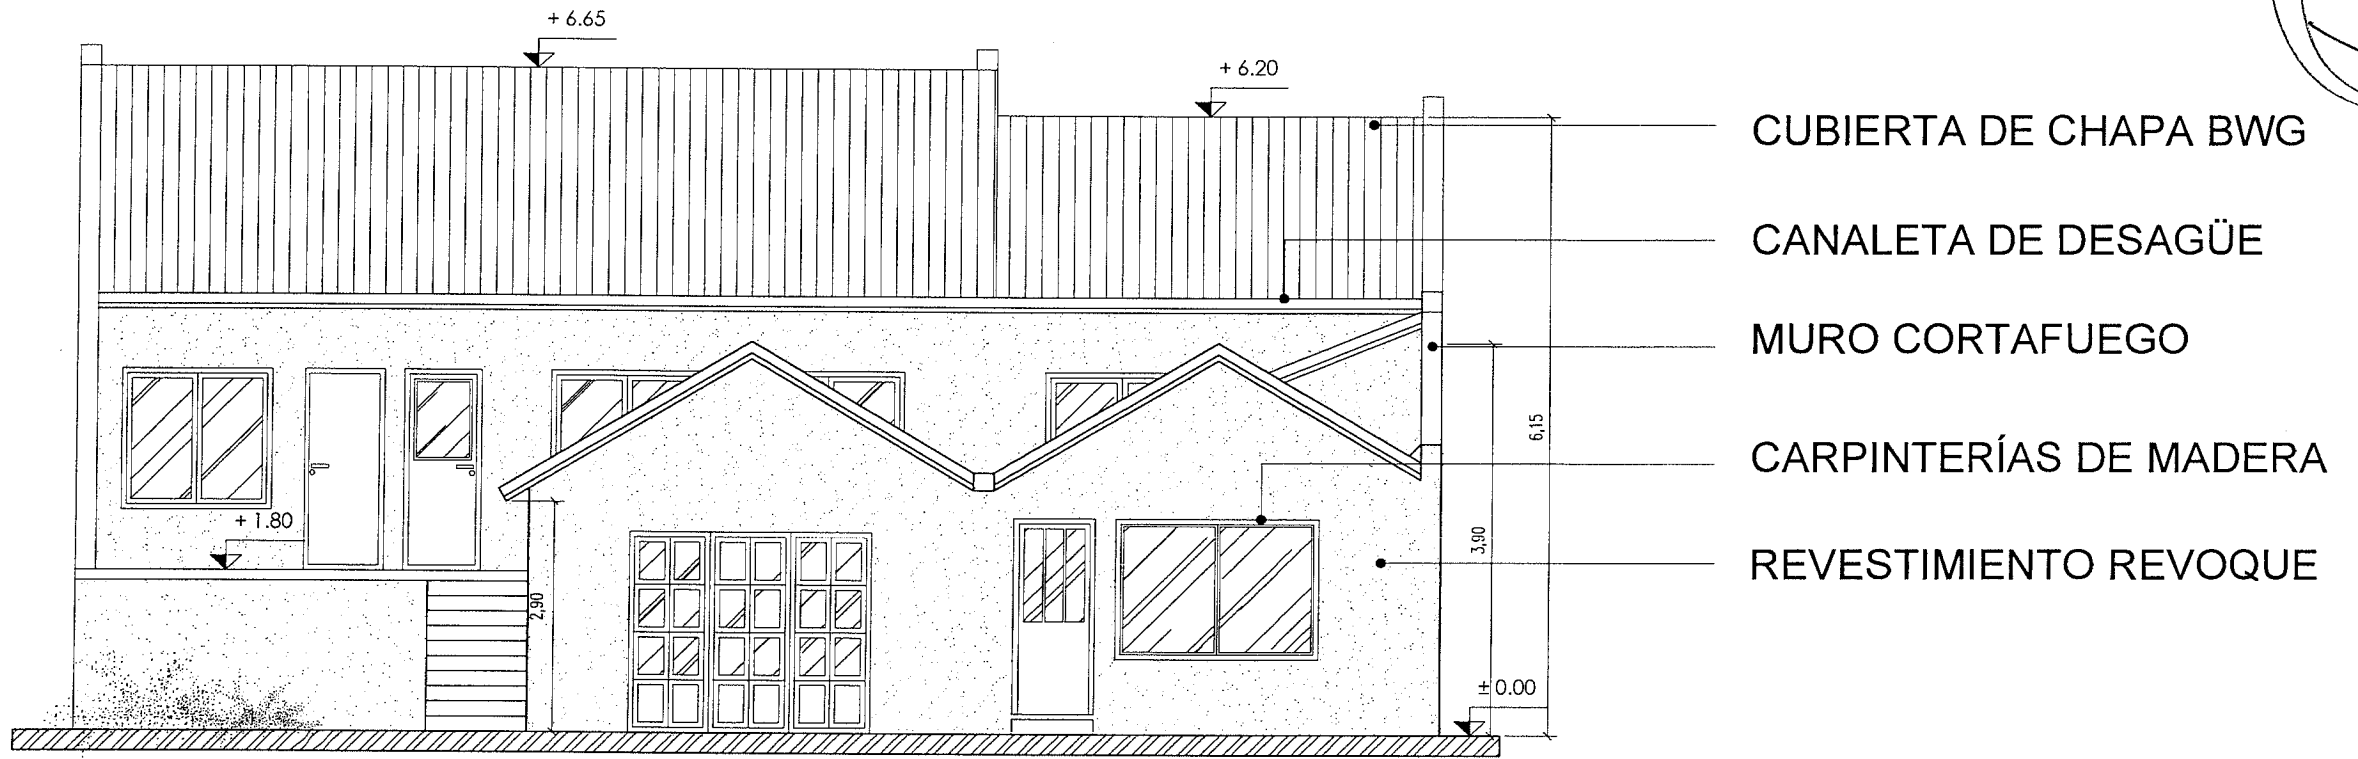 + 6.65
+ 6.20
CUBIERTA DE CHAPA BWG
CANALETA DE DESAGÜE
MURO CORTAFUEGO
6,15
CARPINTERÍAS DE MADERA
+ 1.80
3,90
REVESTIMIENTO REVOQUE
2,90
± 0.00